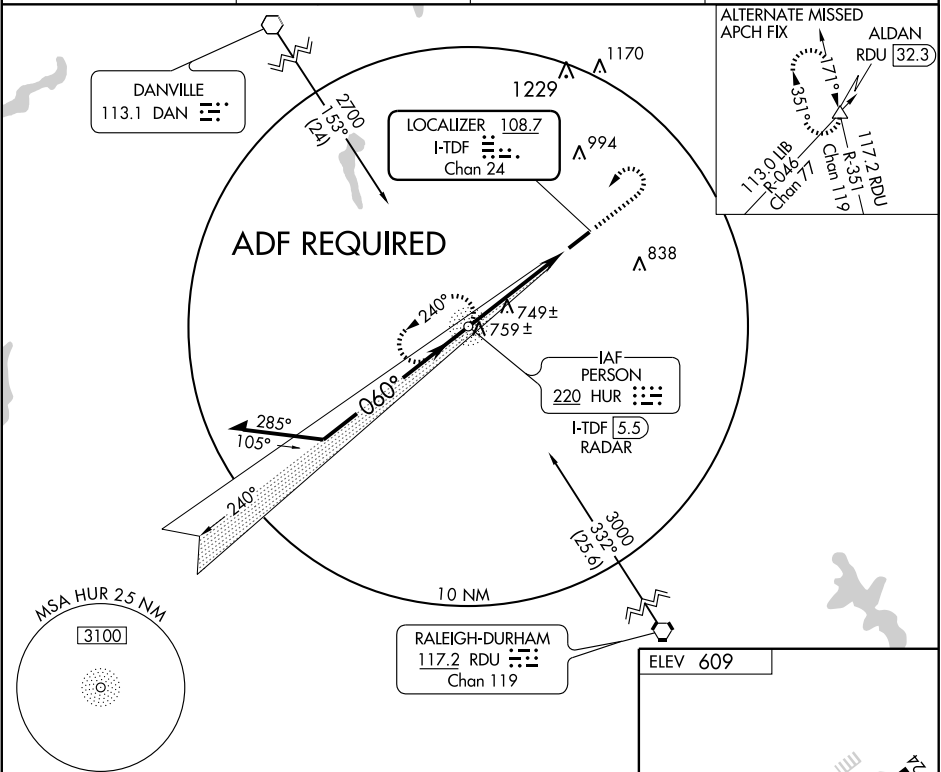 ALTERNATE MISSED
APCH FIX
ALDAN
RDU 32.3
171°
351°
113.0 LIB
R-046
Chan 77
117.2 RDU
R-351
Chan 119
DANVILLE
113.1 DAN
2700
153°
(24)
LOCALIZER 108.7
I-TDF
Chan 24
1229
1170
994
838
ADF REQUIRED
240°
749±
759±
IAF
PERSON
220 HUR
I-TDF 5.5
RADAR
060°
285°
105°
240°
3000
332°
(25.6)
10 NM
MSA HUR 25 NM
3100
RALEIGH-DURHAM
117.2 RDU
Chan 119
ELEV 609
24